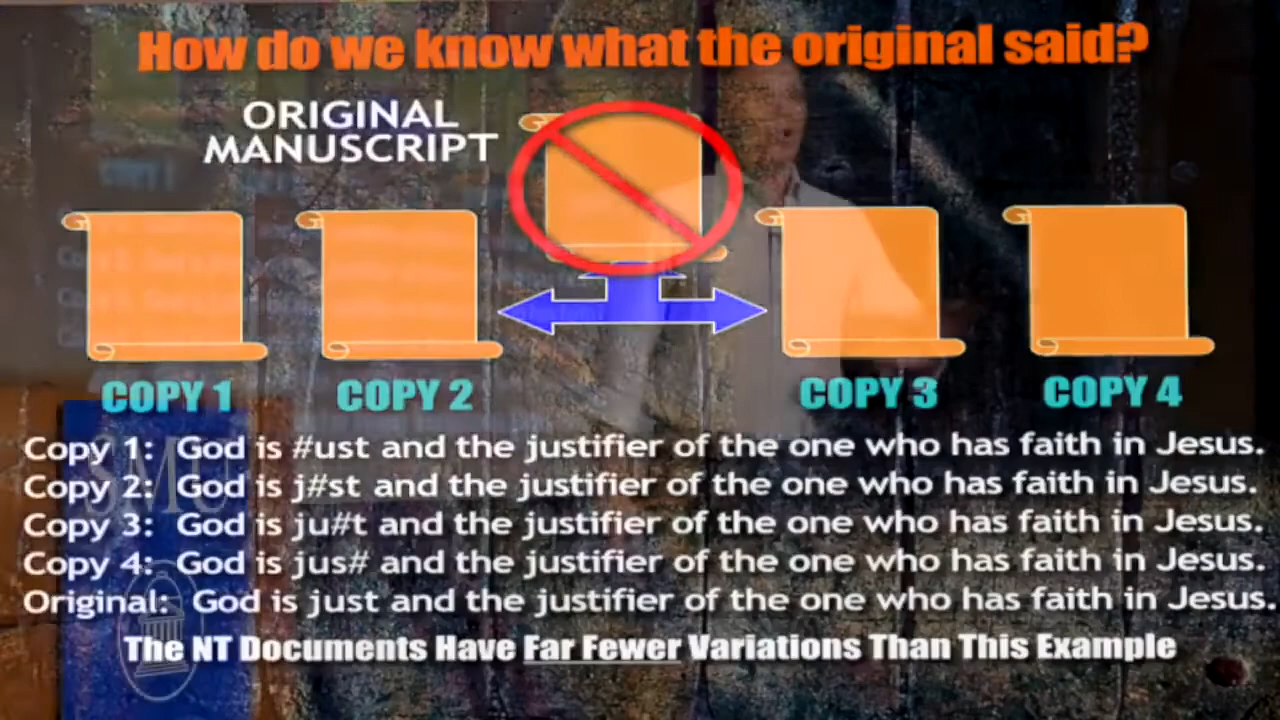 How do we know what the original said?
ORIGINAL
MANUSCRIPT
COPY 1
COPY 2
COPY 3
COPY 4
Copy 1: God is #ust and the justifier of the one who has faith in Jesus.
Copy 2: God is j#st and the justifier of the one who has faith in Jesus.
Copy 3: God is ju#t and the justifier of the one who has faith in Jesus.
Copy 4: God is jus# and the justifier of the one who has faith in Jesus.
Original: God is just and the justifier of the one who has faith in Jesus.
The NT Documents Have Far Fewer Variations Than This Example
SMU